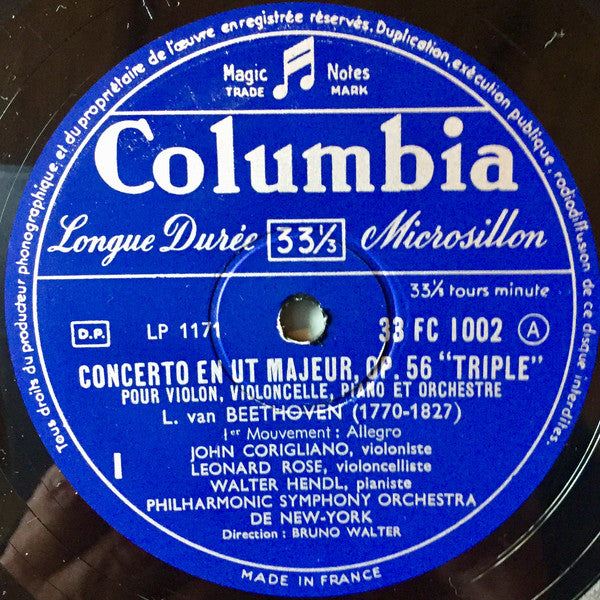 Tous droits du producteur phonographique et du propriétaire de l'œuvre enregistrée réservés. Duplication, exécution publique, radiodiffusion de ce disque interdites.
Magic Notes
TRADE MARK
Columbia
Longue Durée 33⅓ Microsillon
33⅓ tours minute
D.P. LP 1171 33 FC 1002 A
CONCERTO EN UT MAJEUR, OP. 56 "TRIPLE"
POUR VIOLON, VIOLONCELLE, PIANO ET ORCHESTRE
L. van BEETHOVEN (1770-1827)
1er Mouvement : Allegro
I
JOHN CORIGLIANO, violoniste
LEONARD ROSE, violoncelliste
WALTER HENDL, pianiste
PHILHARMONIC SYMPHONY ORCHESTRA
DE NEW-YORK
Direction : BRUNO WALTER
MADE IN FRANCE